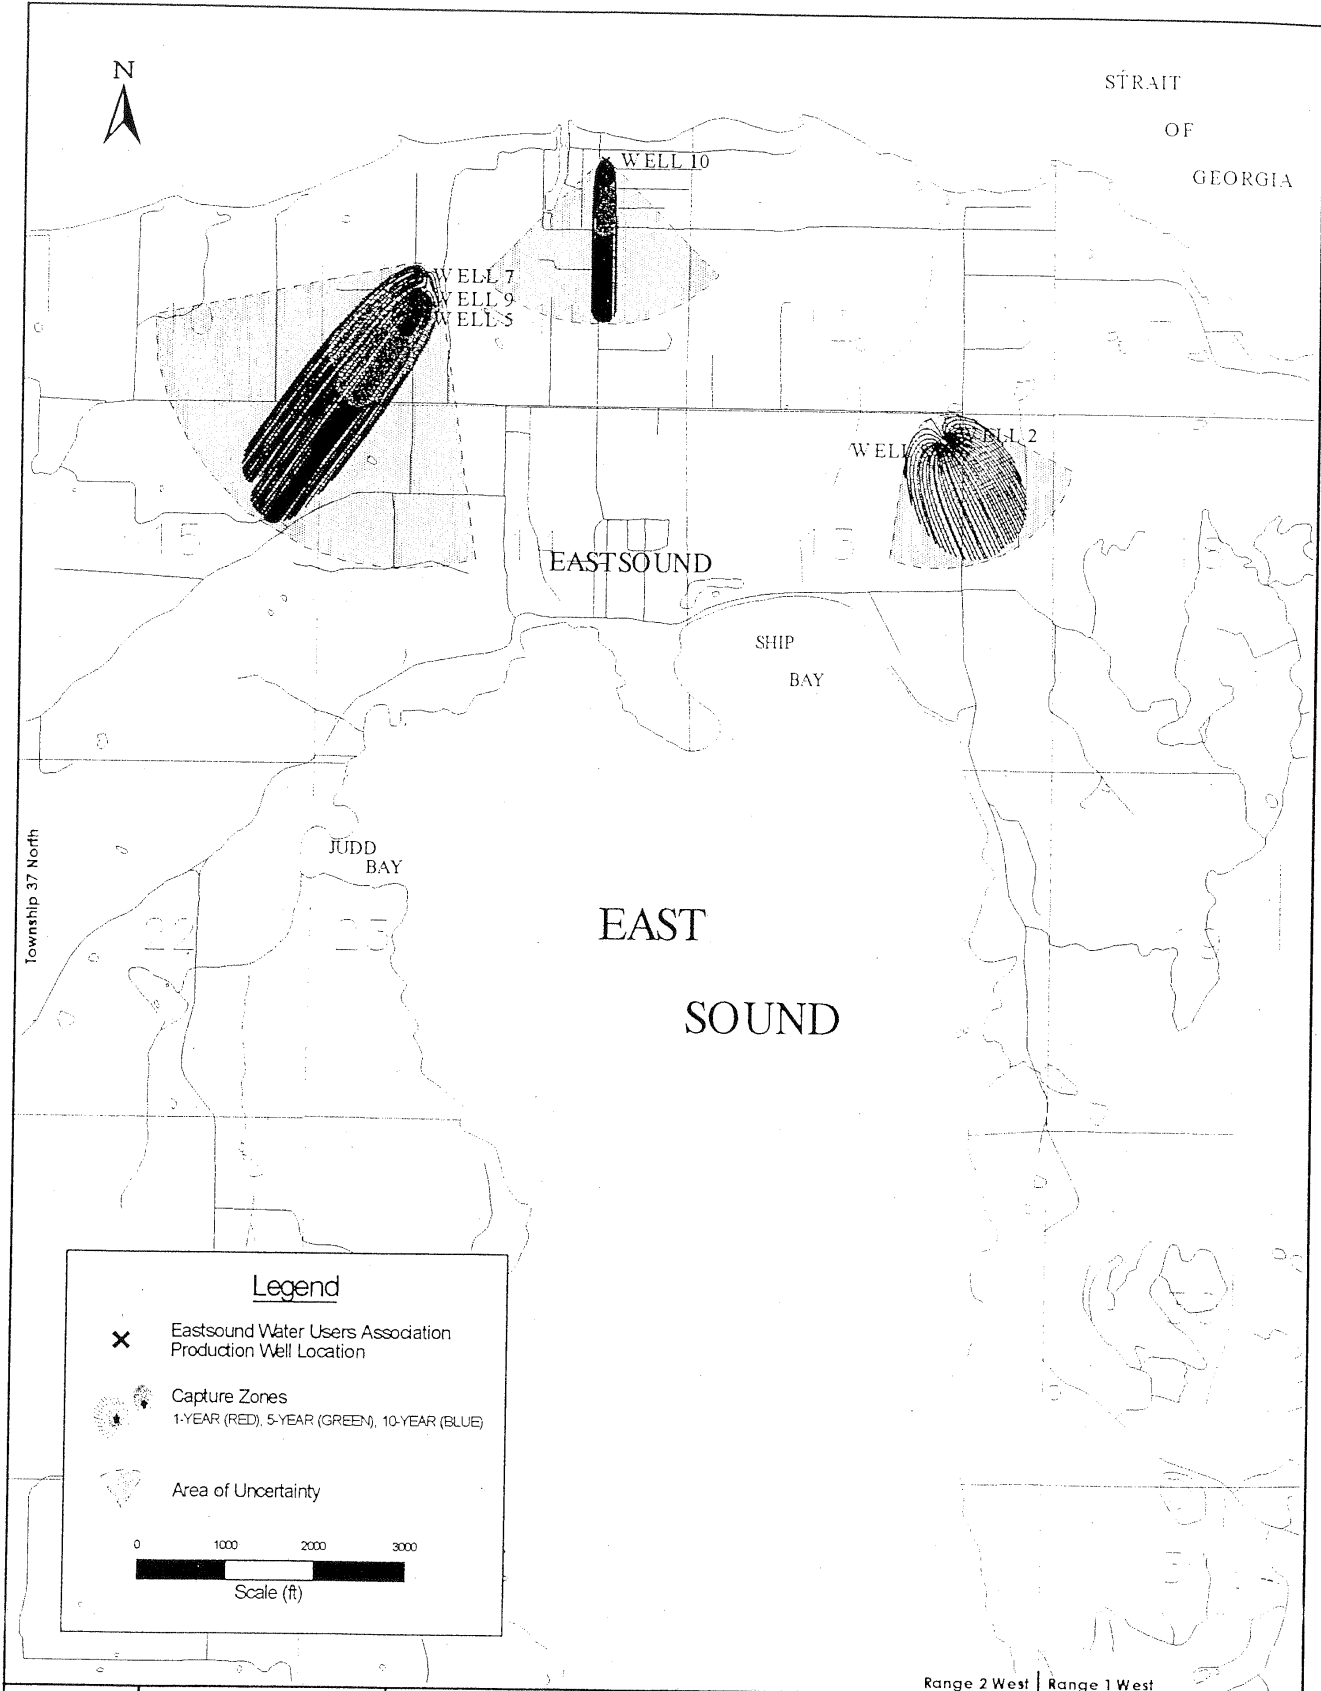 N
STRAIT
OF
GEORGIA
WELL 10
WELL 7
WELL 9
WELL 5
WELL 2
WELL
15
13
EASTSOUND
SHIP
BAY
JUDD
BAY
Township 37 North
EAST
SOUND
Legend
Eastsound Water Users Association
Production Well Location
Capture Zones
1-YEAR (RED), 5-YEAR (GREEN), 10-YEAR (BLUE)
Area of Uncertainty
0 1000 2000 3000
Scale (ft)
Range 2 West | Range 1 West